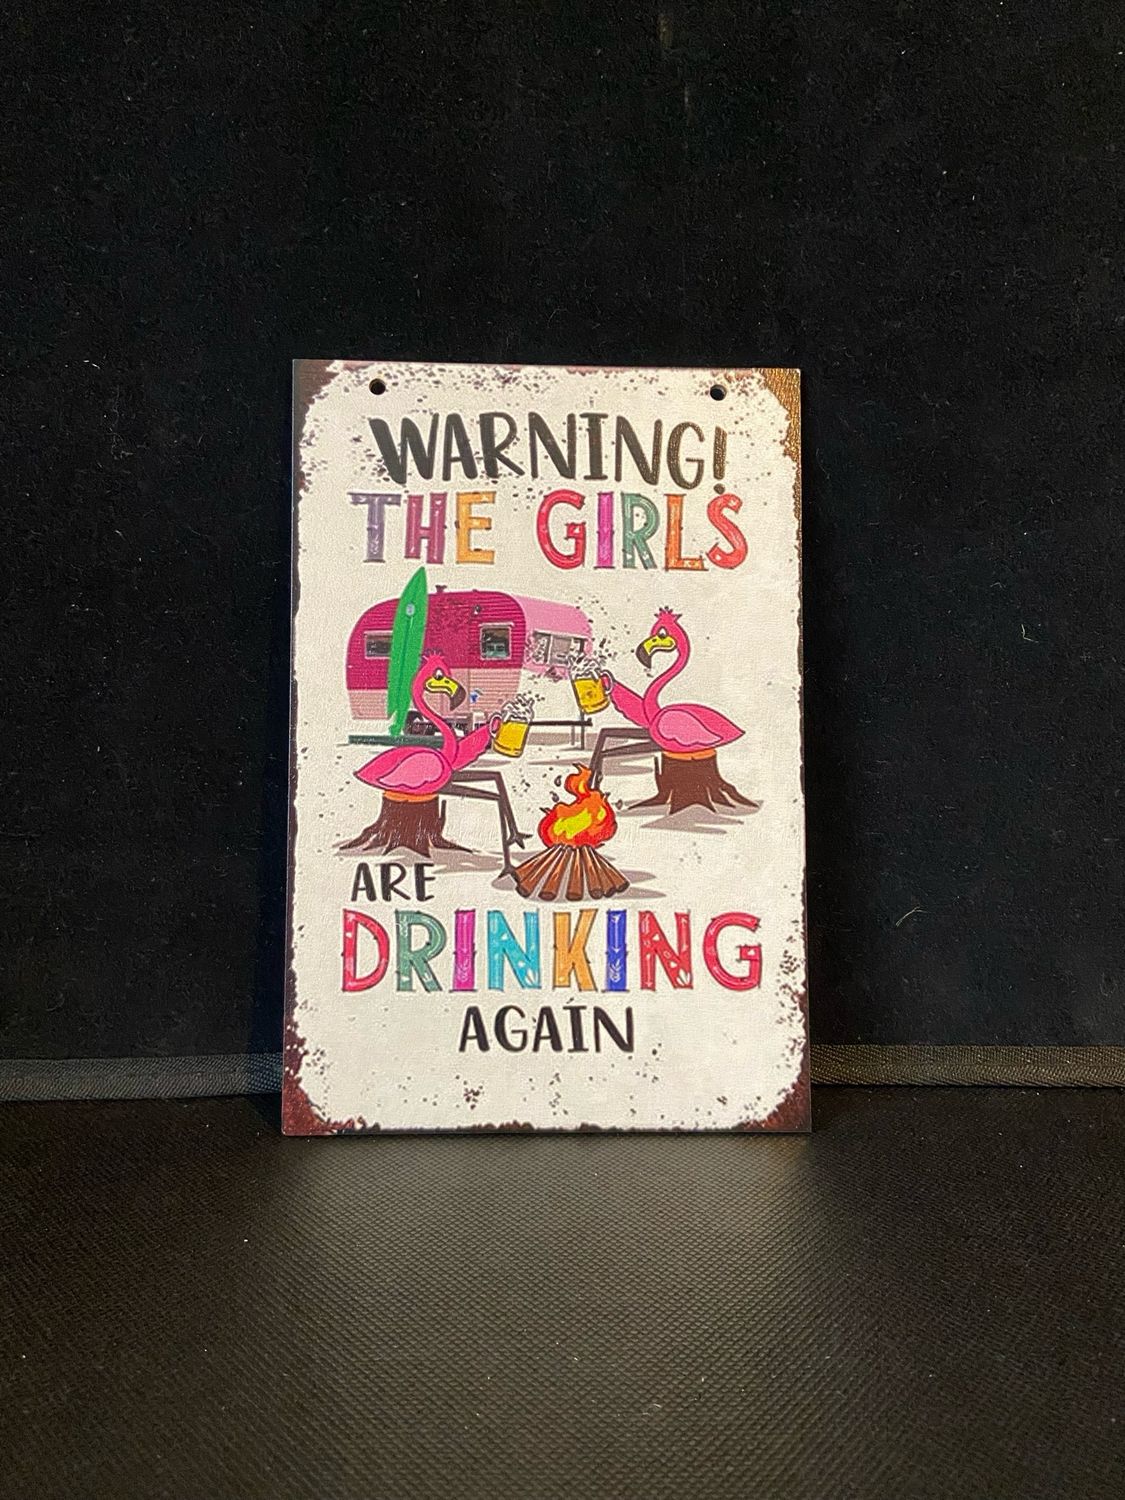 WARNING!
THE GIRLS
ARE
DRINKING
AGAIN